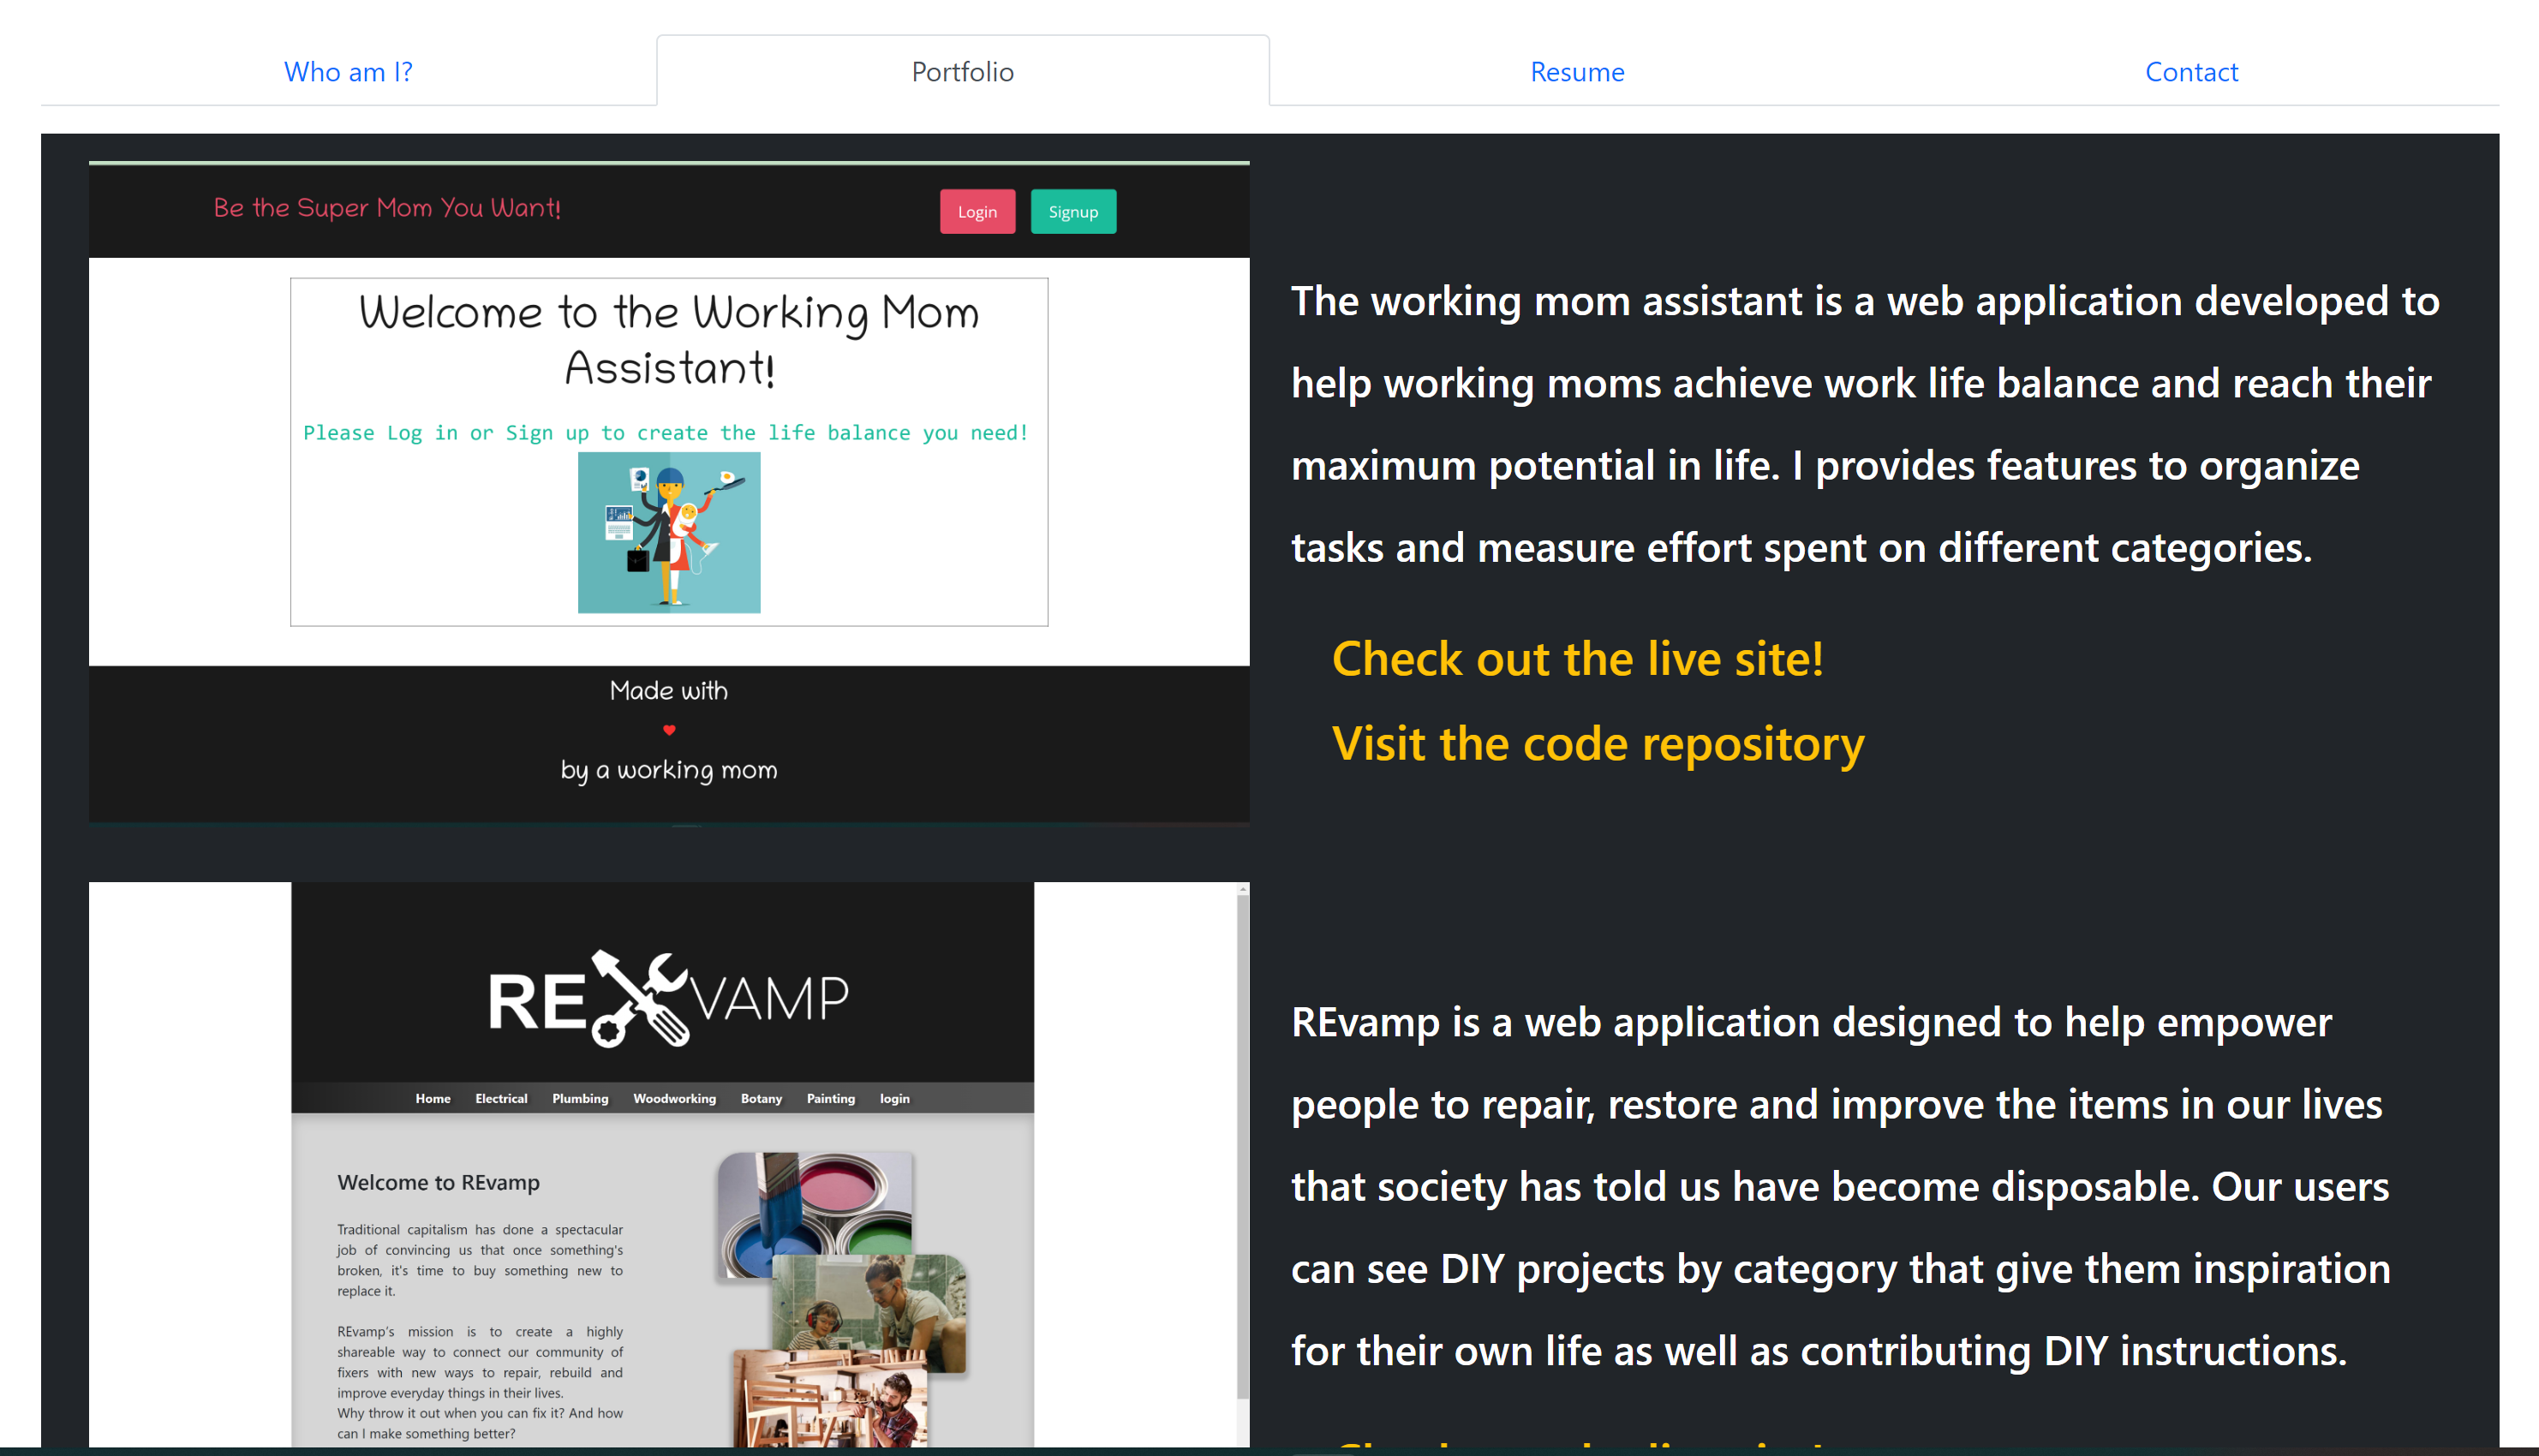 Who am I?
Portfolio
Resume
Contact
Be the Super Mom You Want!
Login
Signup
Welcome to the Working Mom
Assistant!
Please Log in or Sign up to create the life balance you need!
Made with
by a working mom
The working mom assistant is a web application developed to
help working moms achieve work life balance and reach their
maximum potential in life. I provides features to organize
tasks and measure effort spent on different categories.
Check out the live site!
Visit the code repository
RE VAMP
Home
Electrical
Plumbing
Woodworking
Botany
Painting
login
Welcome to REvamp
Traditional capitalism has done a spectacular
job of convincing us that once something's
broken, it's time to buy something new to
replace it.
REvamp's mission is to create a highly
shareable way to connect our community of
fixers with new ways to repair, rebuild and
improve everyday things in their lives.
Why throw it out when you can fix it? And how
can I make something better?
REvamp is a web application designed to help empower
people to repair, restore and improve the items in our lives
that society has told us have become disposable. Our users
can see DIY projects by category that give them inspiration
for their own life as well as contributing DIY instructions.